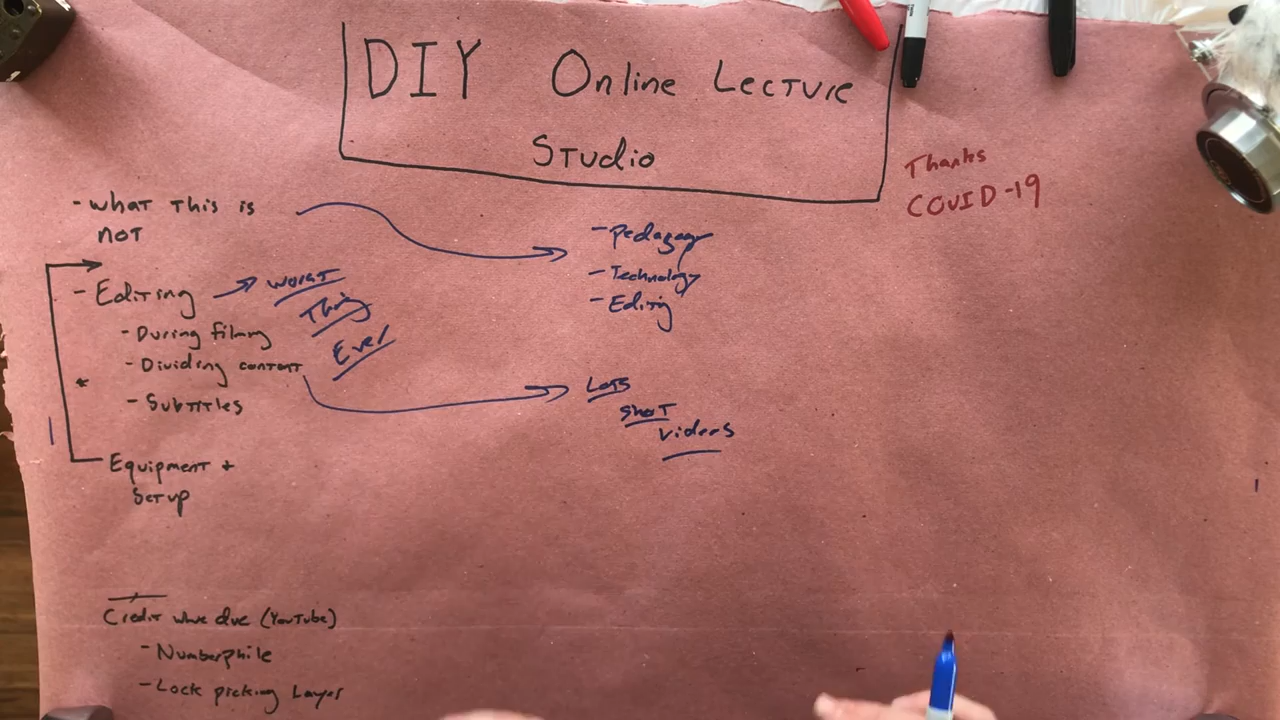 DIY Online Lecture
Studio
Thanks
COVID-19
- What this is
NOT
- Pedagogy
- Technology
- Editing
- Editing
Worst
Thing
Ever
- During filming
- Dividing content
- Subtitles
Lots
short
videos
Equipment +
Setup
Credit where due (YouTube)
- Numberphile
- Lock picking Lawyer